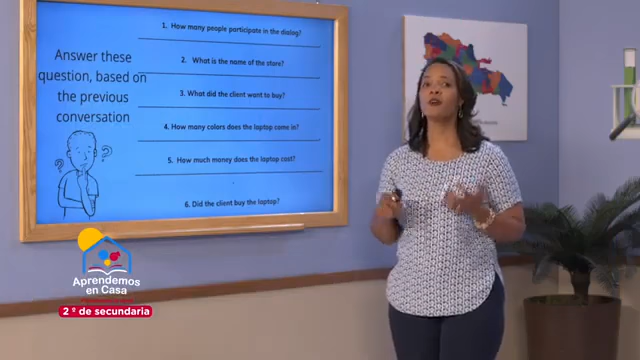 Answer these
question, based on
the previous
conversation
1. How many people participate in the dialog?
2. What is the name of the store?
3. What did the client want to buy?
4. How many colors does the laptop come in?
5. How much money does the laptop cost?
6. Did the client buy the laptop?
Aprendemos
en Casa
2° de secundaria